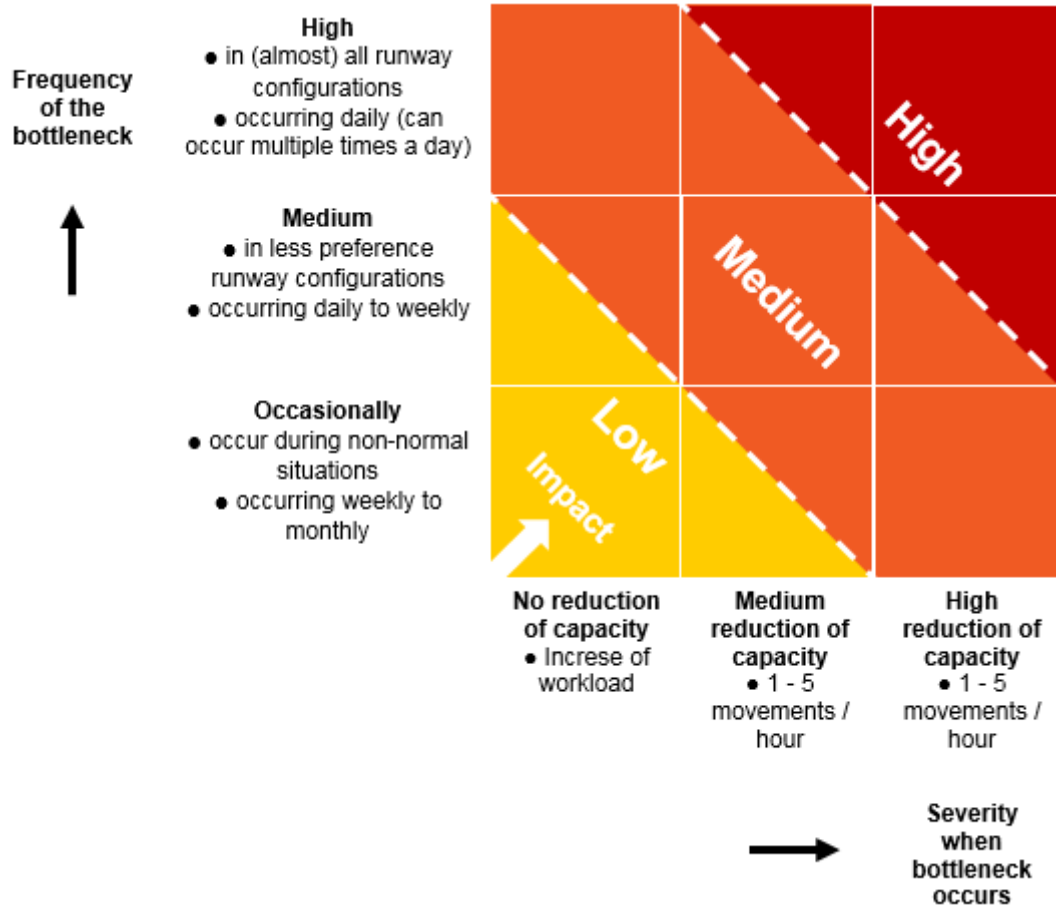 Frequency
of the
bottleneck
High
● in (almost) all runway
configurations
● occurring daily (can
occur multiple times a day)
Medium
● in less preference
runway configurations
● occurring daily to weekly
Occasionally
● occur during non-normal
situations
● occurring weekly to
monthly
High
Medium
Low
Impact
No reduction
of capacity
● Increse of
workload
Medium
reduction of
capacity
● 1 - 5
movements /
hour
High
reduction of
capacity
● 1 - 5
movements /
hour
Severity
when
bottleneck
occurs